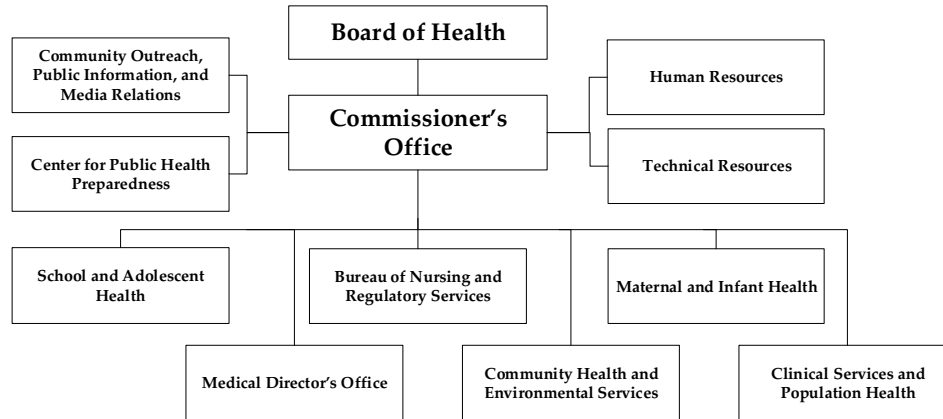 Board of Health
Community Outreach,
Public Information, and
Media Relations
Human Resources
Commissioner's
Office
Center for Public Health
Preparedness
Technical Resources
School and Adolescent
Health
Bureau of Nursing and
Regulatory Services
Maternal and Infant Health
Medical Director's Office
Community Health and
Environmental Services
Clinical Services and
Population Health